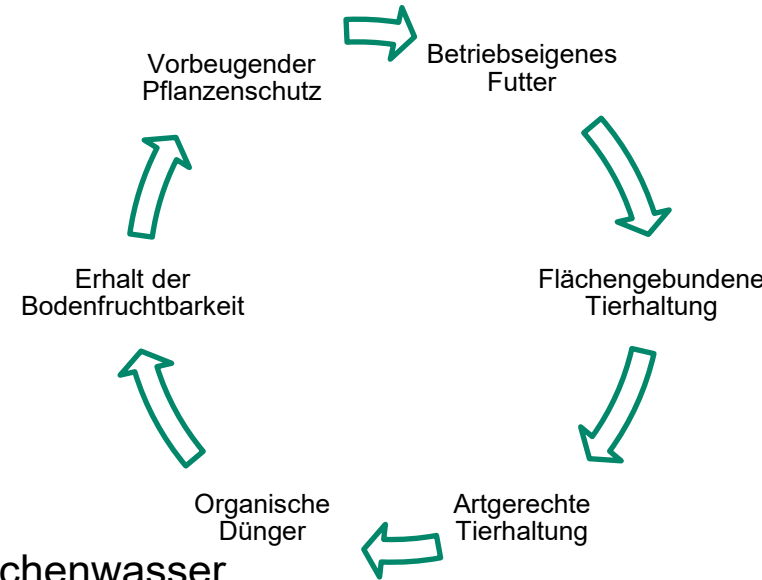 Vorbeugender
Pflanzenschutz
Betriebseigenes
Futter
Flächengebundene
Tierhaltung
Artgerechte
Tierhaltung
Organische
Dünger
Erhalt der
Bodenfruchtbarkeit
chenwasser